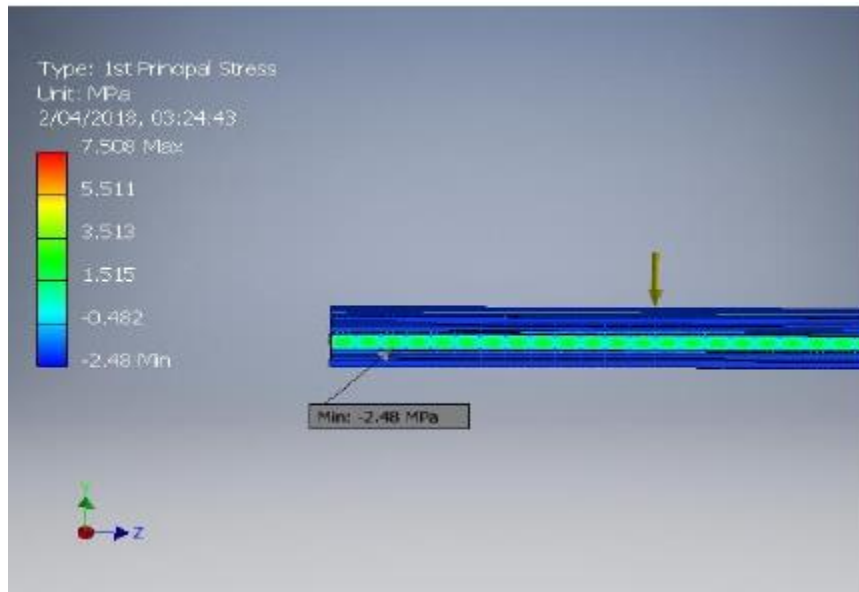 Type: 1st Principal Stress
Unit: MPa
2/04/2018, 03:24:43
7.508 Max
5.511
3.513
1.515
-0.482
-2.48 Min
Min: -2.48 MPa
Y
Z